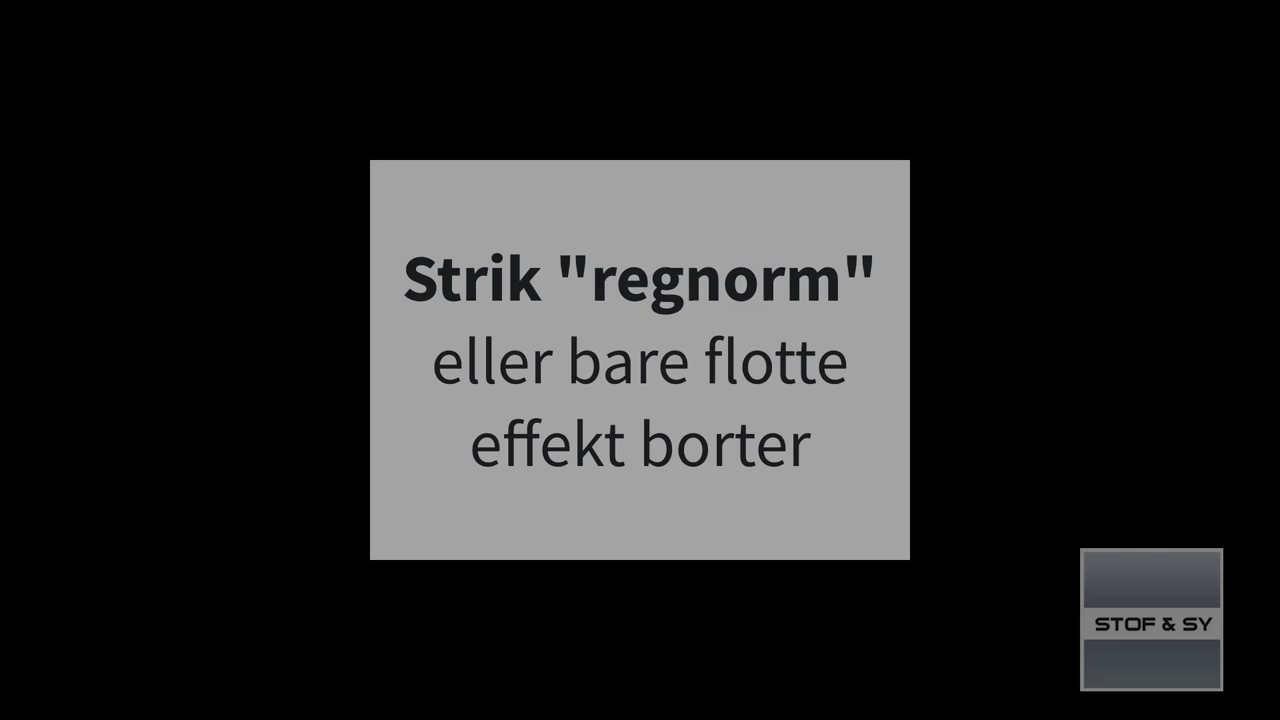 Strik "regnorm"
eller bare flotte
effekt borter
STOF & SY